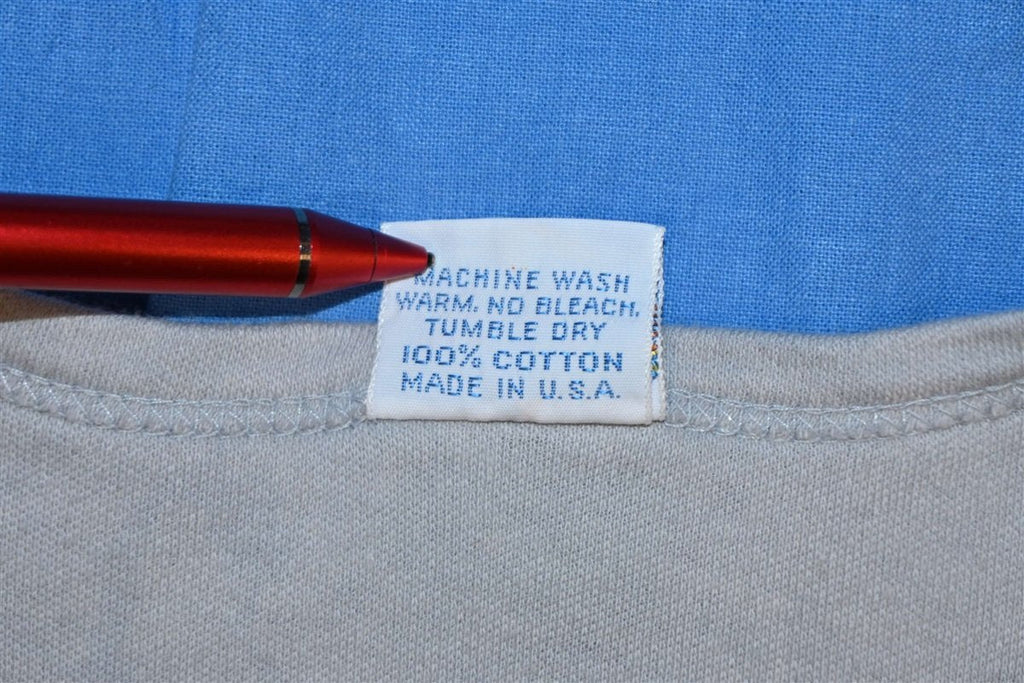 MACHINE WASH
WARM. NO BLEACH.
TUMBLE DRY
100% COTTON
MADE IN U.S.A.